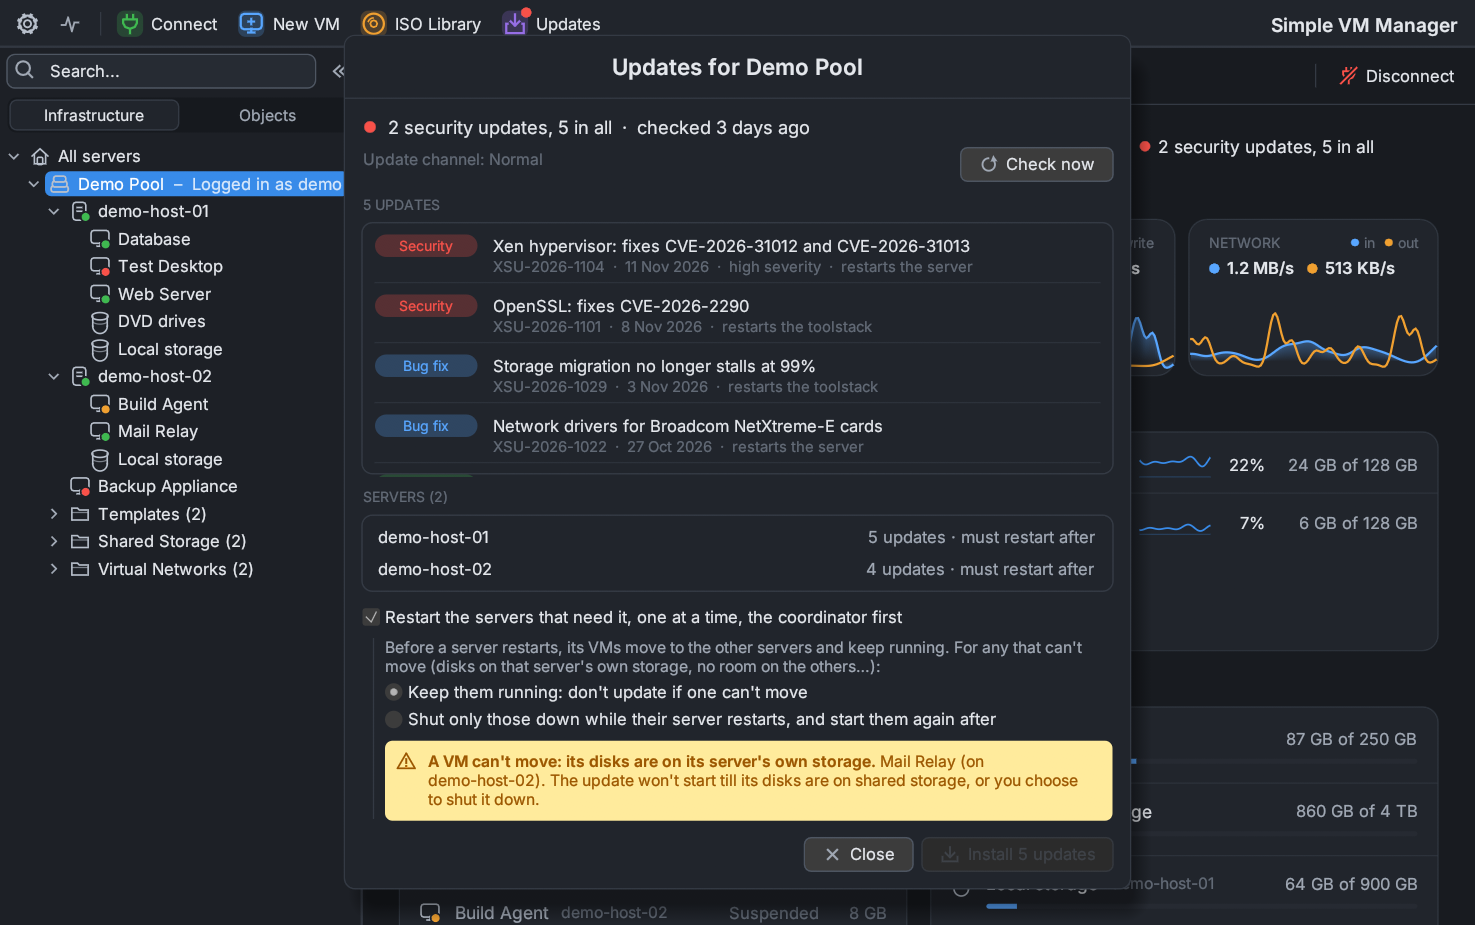 Connect
New VM
ISO Library
Updates
Simple VM Manager
Search...
Disconnect
Infrastructure
Objects
All servers
Demo Pool – Logged in as demo
demo-host-01
Database
Test Desktop
Web Server
DVD drives
Local storage
demo-host-02
Build Agent
Mail Relay
Local storage
Backup Appliance
Templates (2)
Shared Storage (2)
Virtual Networks (2)
Updates for Demo Pool
2 security updates, 5 in all · checked 3 days ago
Update channel: Normal
Check now
5 UPDATES
Security
Xen hypervisor: fixes CVE-2026-31012 and CVE-2026-31013
XSU-2026-1104 · 11 Nov 2026 · high severity · restarts the server
Security
OpenSSL: fixes CVE-2026-2290
XSU-2026-1101 · 8 Nov 2026 · restarts the toolstack
Bug fix
Storage migration no longer stalls at 99%
XSU-2026-1029 · 3 Nov 2026 · restarts the toolstack
Bug fix
Network drivers for Broadcom NetXtreme-E cards
XSU-2026-1022 · 27 Oct 2026 · restarts the server
SERVERS (2)
demo-host-01
5 updates · must restart after
demo-host-02
4 updates · must restart after
Restart the servers that need it, one at a time, the coordinator first
Before a server restarts, its VMs move to the other servers and keep running. For any that can't
move (disks on that server's own storage, no room on the others...):
Keep them running: don't update if one can't move
Shut only those down while their server restarts, and start them again after
A VM can't move: its disks are on its server's own storage. Mail Relay (on
demo-host-02). The update won't start till its disks are on shared storage, or you choose
to shut it down.
Close
Install 5 updates
2 security updates, 5 in all
NETWORK
in
out
1.2 MB/s
513 KB/s
22%
24 GB of 128 GB
7%
6 GB of 128 GB
87 GB of 250 GB
860 GB of 4 TB
64 GB of 900 GB
Build Agent
demo-host-02
Suspended
8 GB